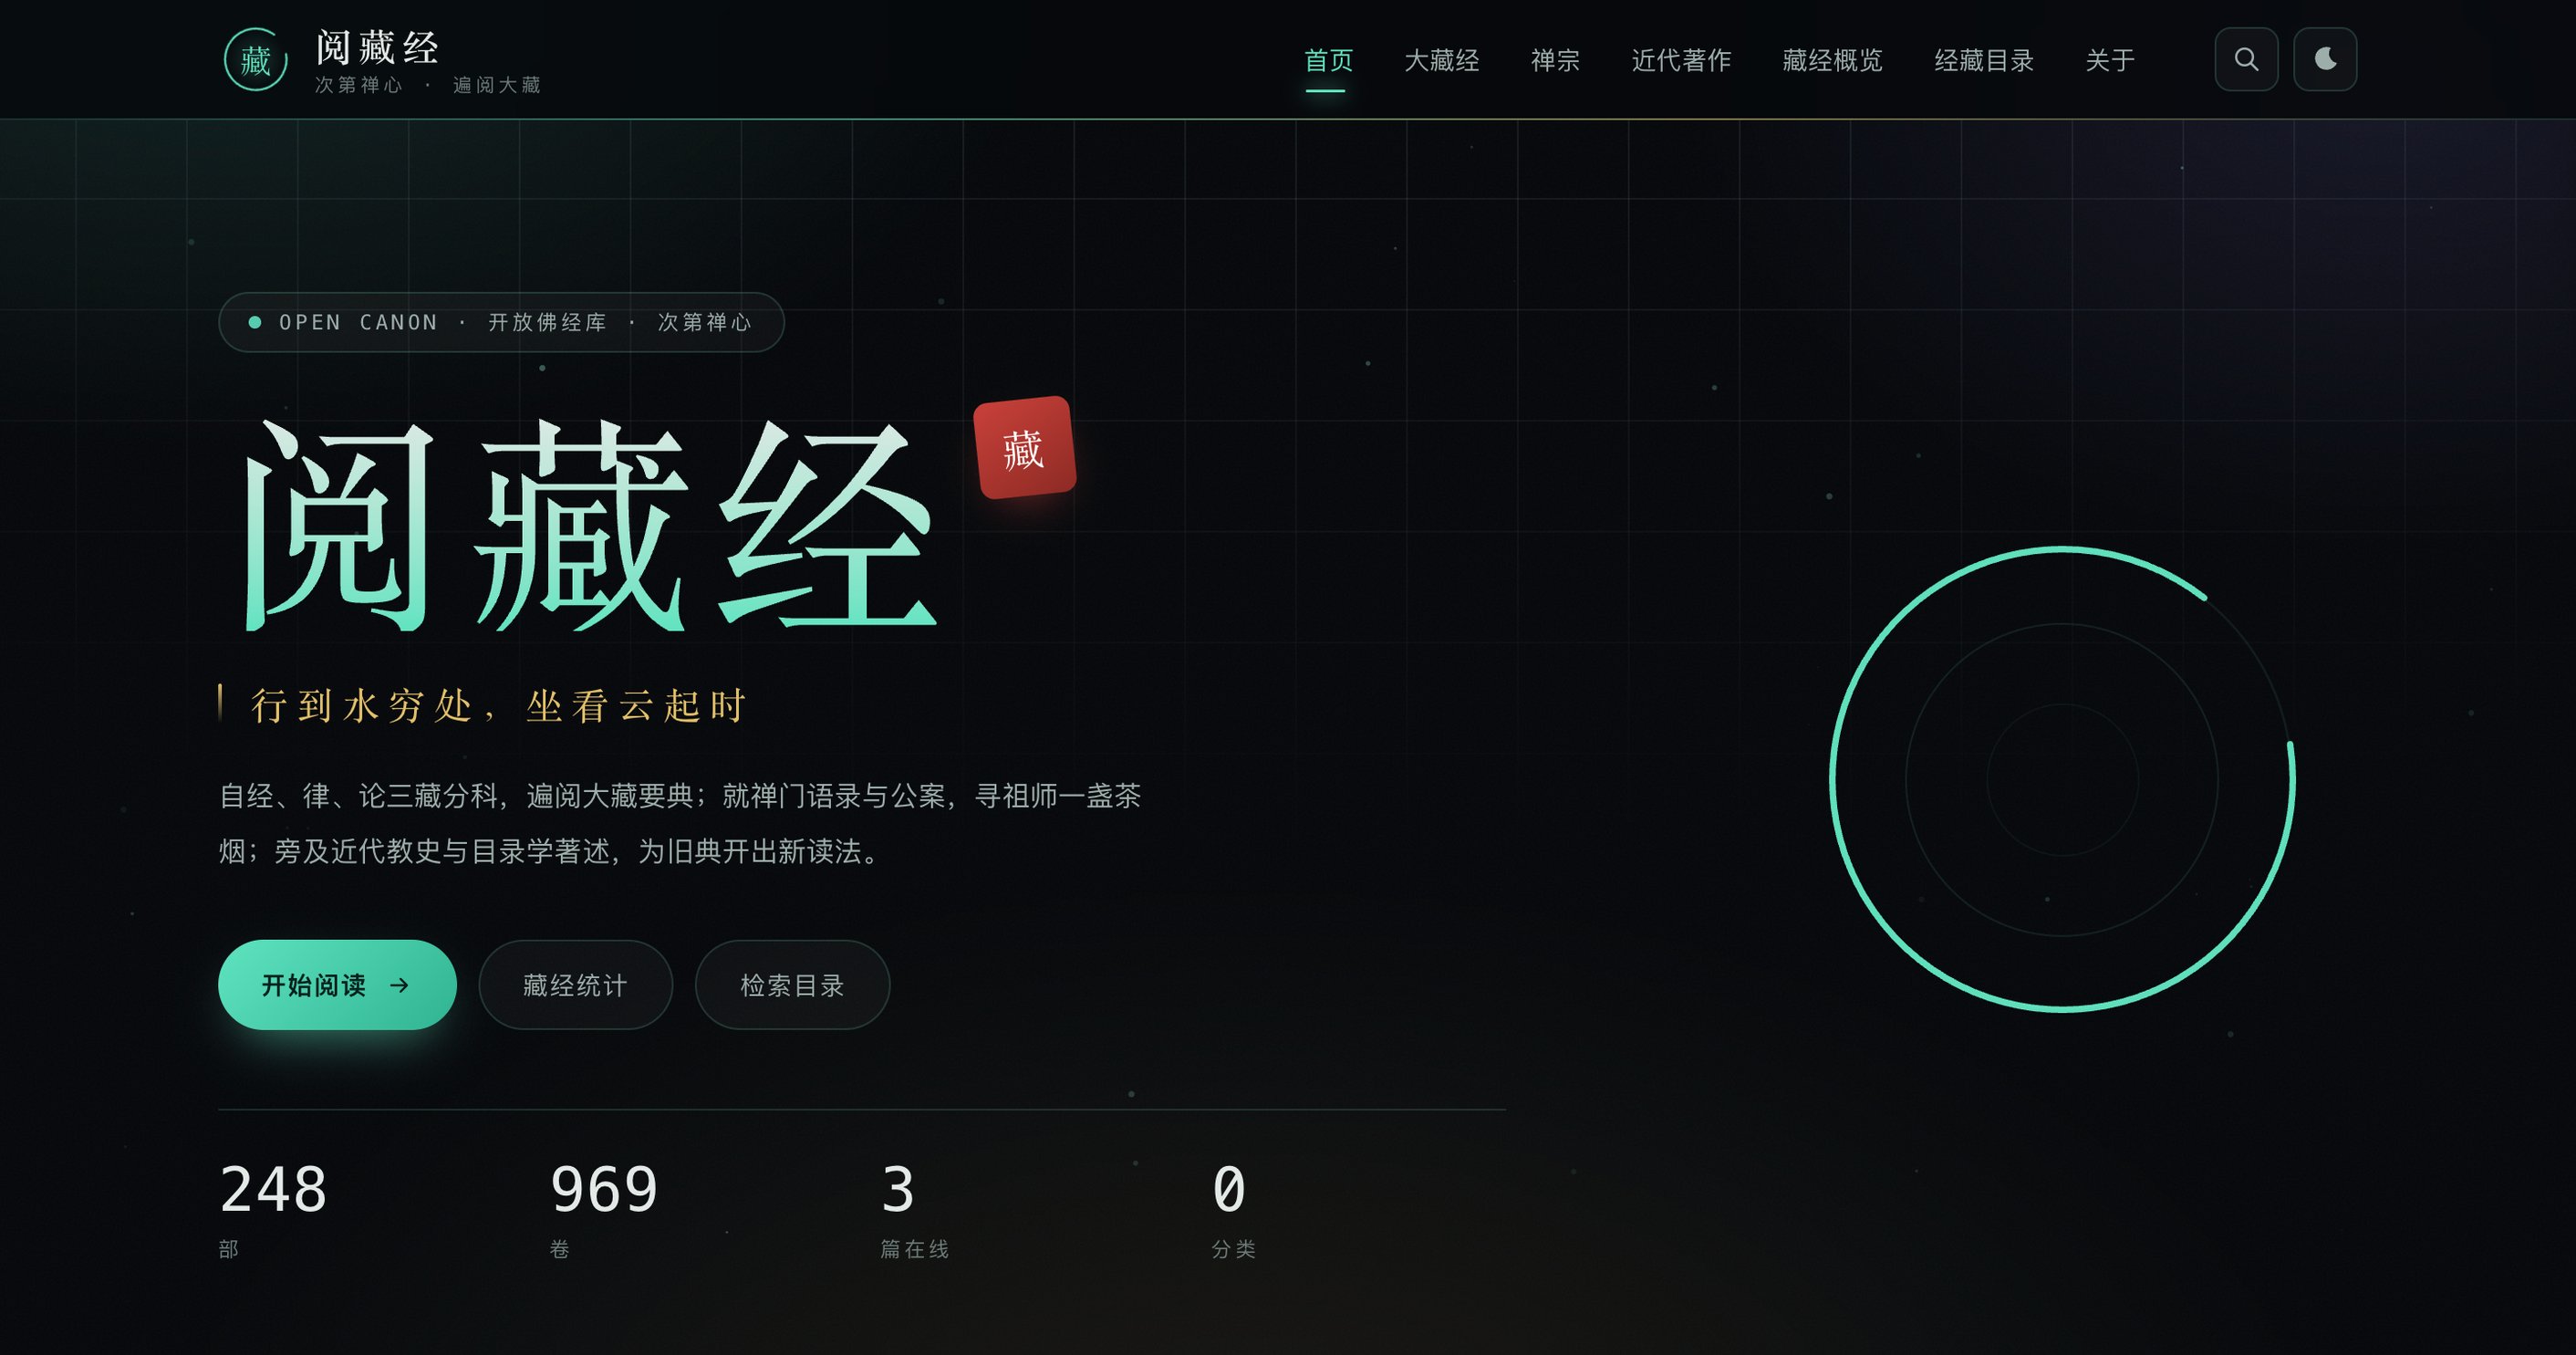 藏
阅藏经
次第禅心 · 遍阅大藏
首页 大藏经 禅宗 近代著作 藏经概览 经藏目录 关于
OPEN CANON · 开放佛经库 · 次第禅心
阅藏经
藏
行到水穷处，坐看云起时
自经、律、论三藏分科，遍阅大藏要典；就禅门语录与公案，寻祖师一盏茶
烟；旁及近代教史与目录学著述，为旧典开出新读法。
开始阅读 →
藏经统计
检索目录
248
部
969
卷
3
篇在线
0
分类